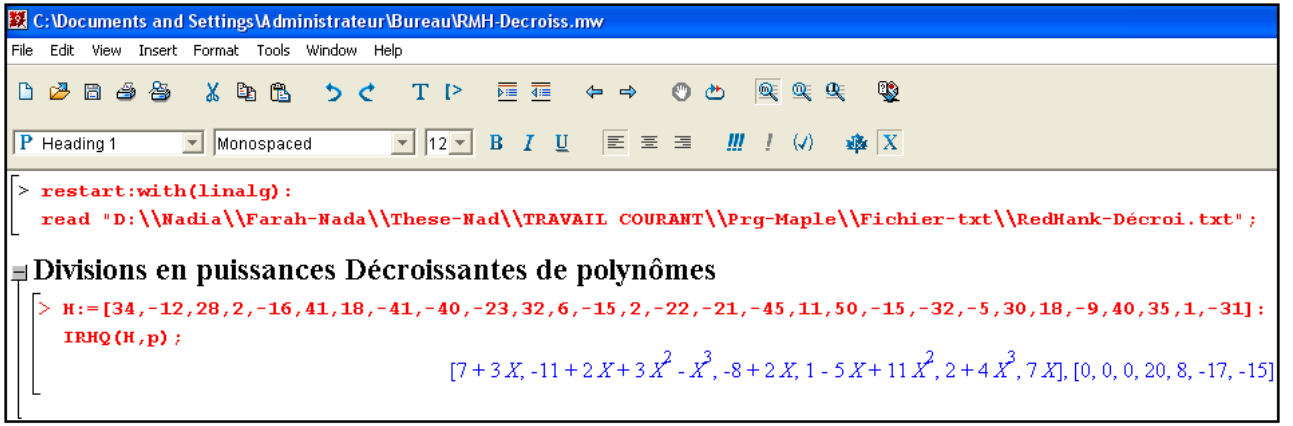 C:\Documents and Settings\Administrateur\Bureau\RMH-Decroiss.mw
File Edit View Insert Format Tools Window Help
T
P Heading 1 Monospaced 12 B I U !!! ! (√) X
> restart:with(linalg):
read "D:\\Nadia\\Farah-Nada\\These-Nad\\TRAVAIL COURANT\\Prg-Maple\\Fichier-txt\\RedHank-Décroi.txt";
Divisions en puissances Décroissantes de polynômes
> H:=[34,-12,28,2,-16,41,18,-41,-40,-23,32,6,-15,2,-22,-21,-45,11,50,-15,-32,-5,30,18,-9,40,35,1,-31]:
IRHQ(H,p);
[7 + 3 X, -11 + 2 X + 3 X² - X³, -8 + 2 X, 1 - 5 X + 11 X², 2 + 4 X³, 7 X], [0, 0, 0, 20, 8, -17, -15]